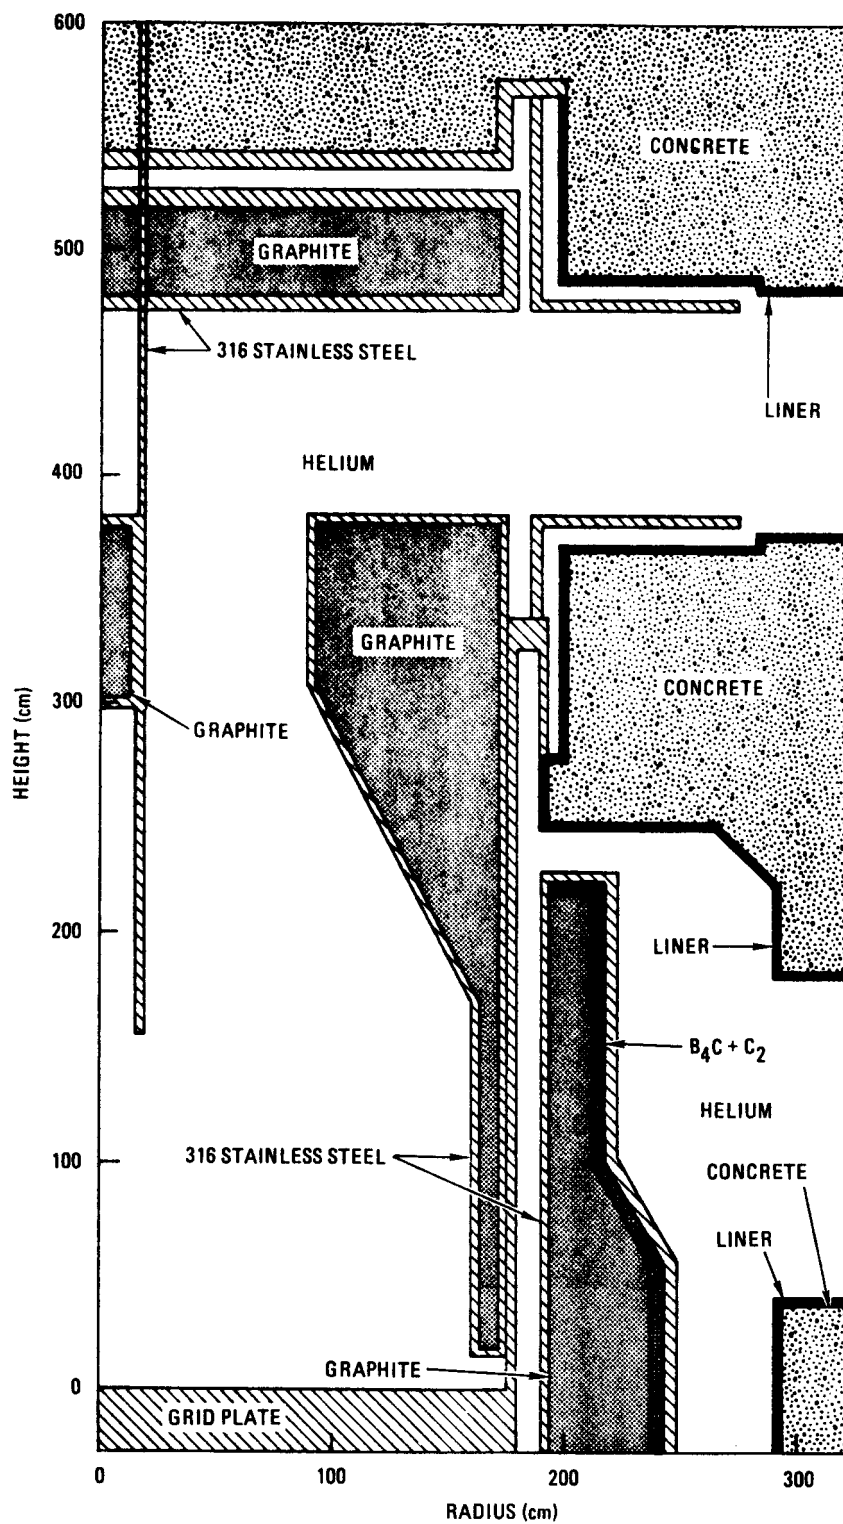 600
CONCRETE
500
GRAPHITE
316 STAINLESS STEEL
LINER
HELIUM
400
GRAPHITE
CONCRETE
300
GRAPHITE
HEIGHT (cm)
200
LINER
B4C + C2
HELIUM
316 STAINLESS STEEL
100
CONCRETE
LINER
GRAPHITE
0
GRID PLATE
0
100
200
300
RADIUS (cm)